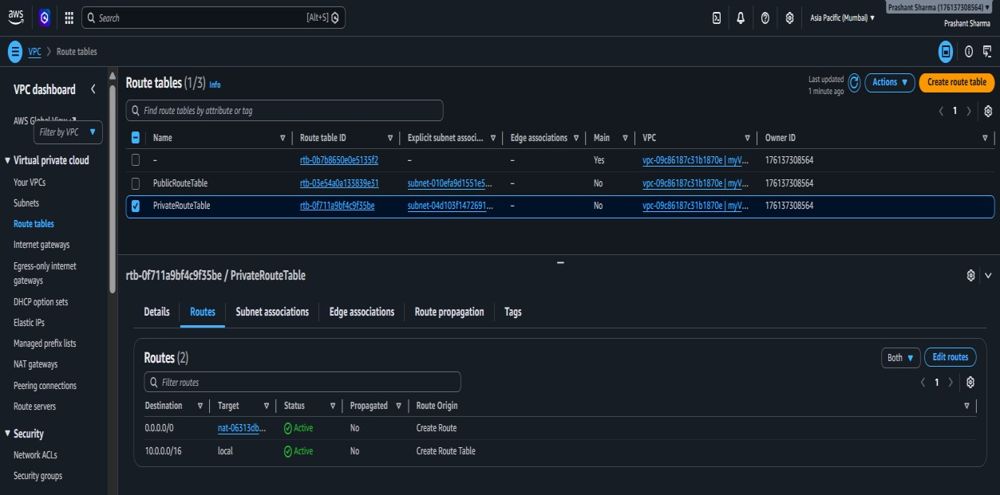 aws
Search [Alt+S]
Asia Pacific (Mumbai) ▼
Prashant Sharma (176137308564) ▼
Prashant Sharma
VPC > Route tables
VPC dashboard
AWS Global View
Filter by VPC ▼
▼ Virtual private cloud
Your VPCs
Subnets
Route tables
Internet gateways
Egress-only internet
gateways
DHCP option sets
Elastic IPs
Managed prefix lists
NAT gateways
Peering connections
Route servers
▼ Security
Network ACLs
Security groups
Route tables (1/3) Info
Last updated
1 minute ago
Actions ▼
Create route table
Find route tables by attribute or tag
1
Name Route table ID Explicit subnet associ... Edge associations Main VPC Owner ID
– rtb-0b7b8650e0e5135f2 – – Yes vpc-09c86187c31b1870e | myV... 176137308564
PublicRouteTable rtb-03e54a0a133839e31 subnet-010efa9d1551e5... – No vpc-09c86187c31b1870e | myV... 176137308564
PrivateRouteTable rtb-0f711a9bf4c9f35be subnet-04d103f1472691... – No vpc-09c86187c31b1870e | myV... 176137308564
rtb-0f711a9bf4c9f35be / PrivateRouteTable
Details Routes Subnet associations Edge associations Route propagation Tags
Routes (2)
Both ▼
Edit routes
Filter routes
1
Destination Target Status Propagated Route Origin
0.0.0.0/0 nat-06313db... Active No Create Route
10.0.0.0/16 local Active No Create Route Table